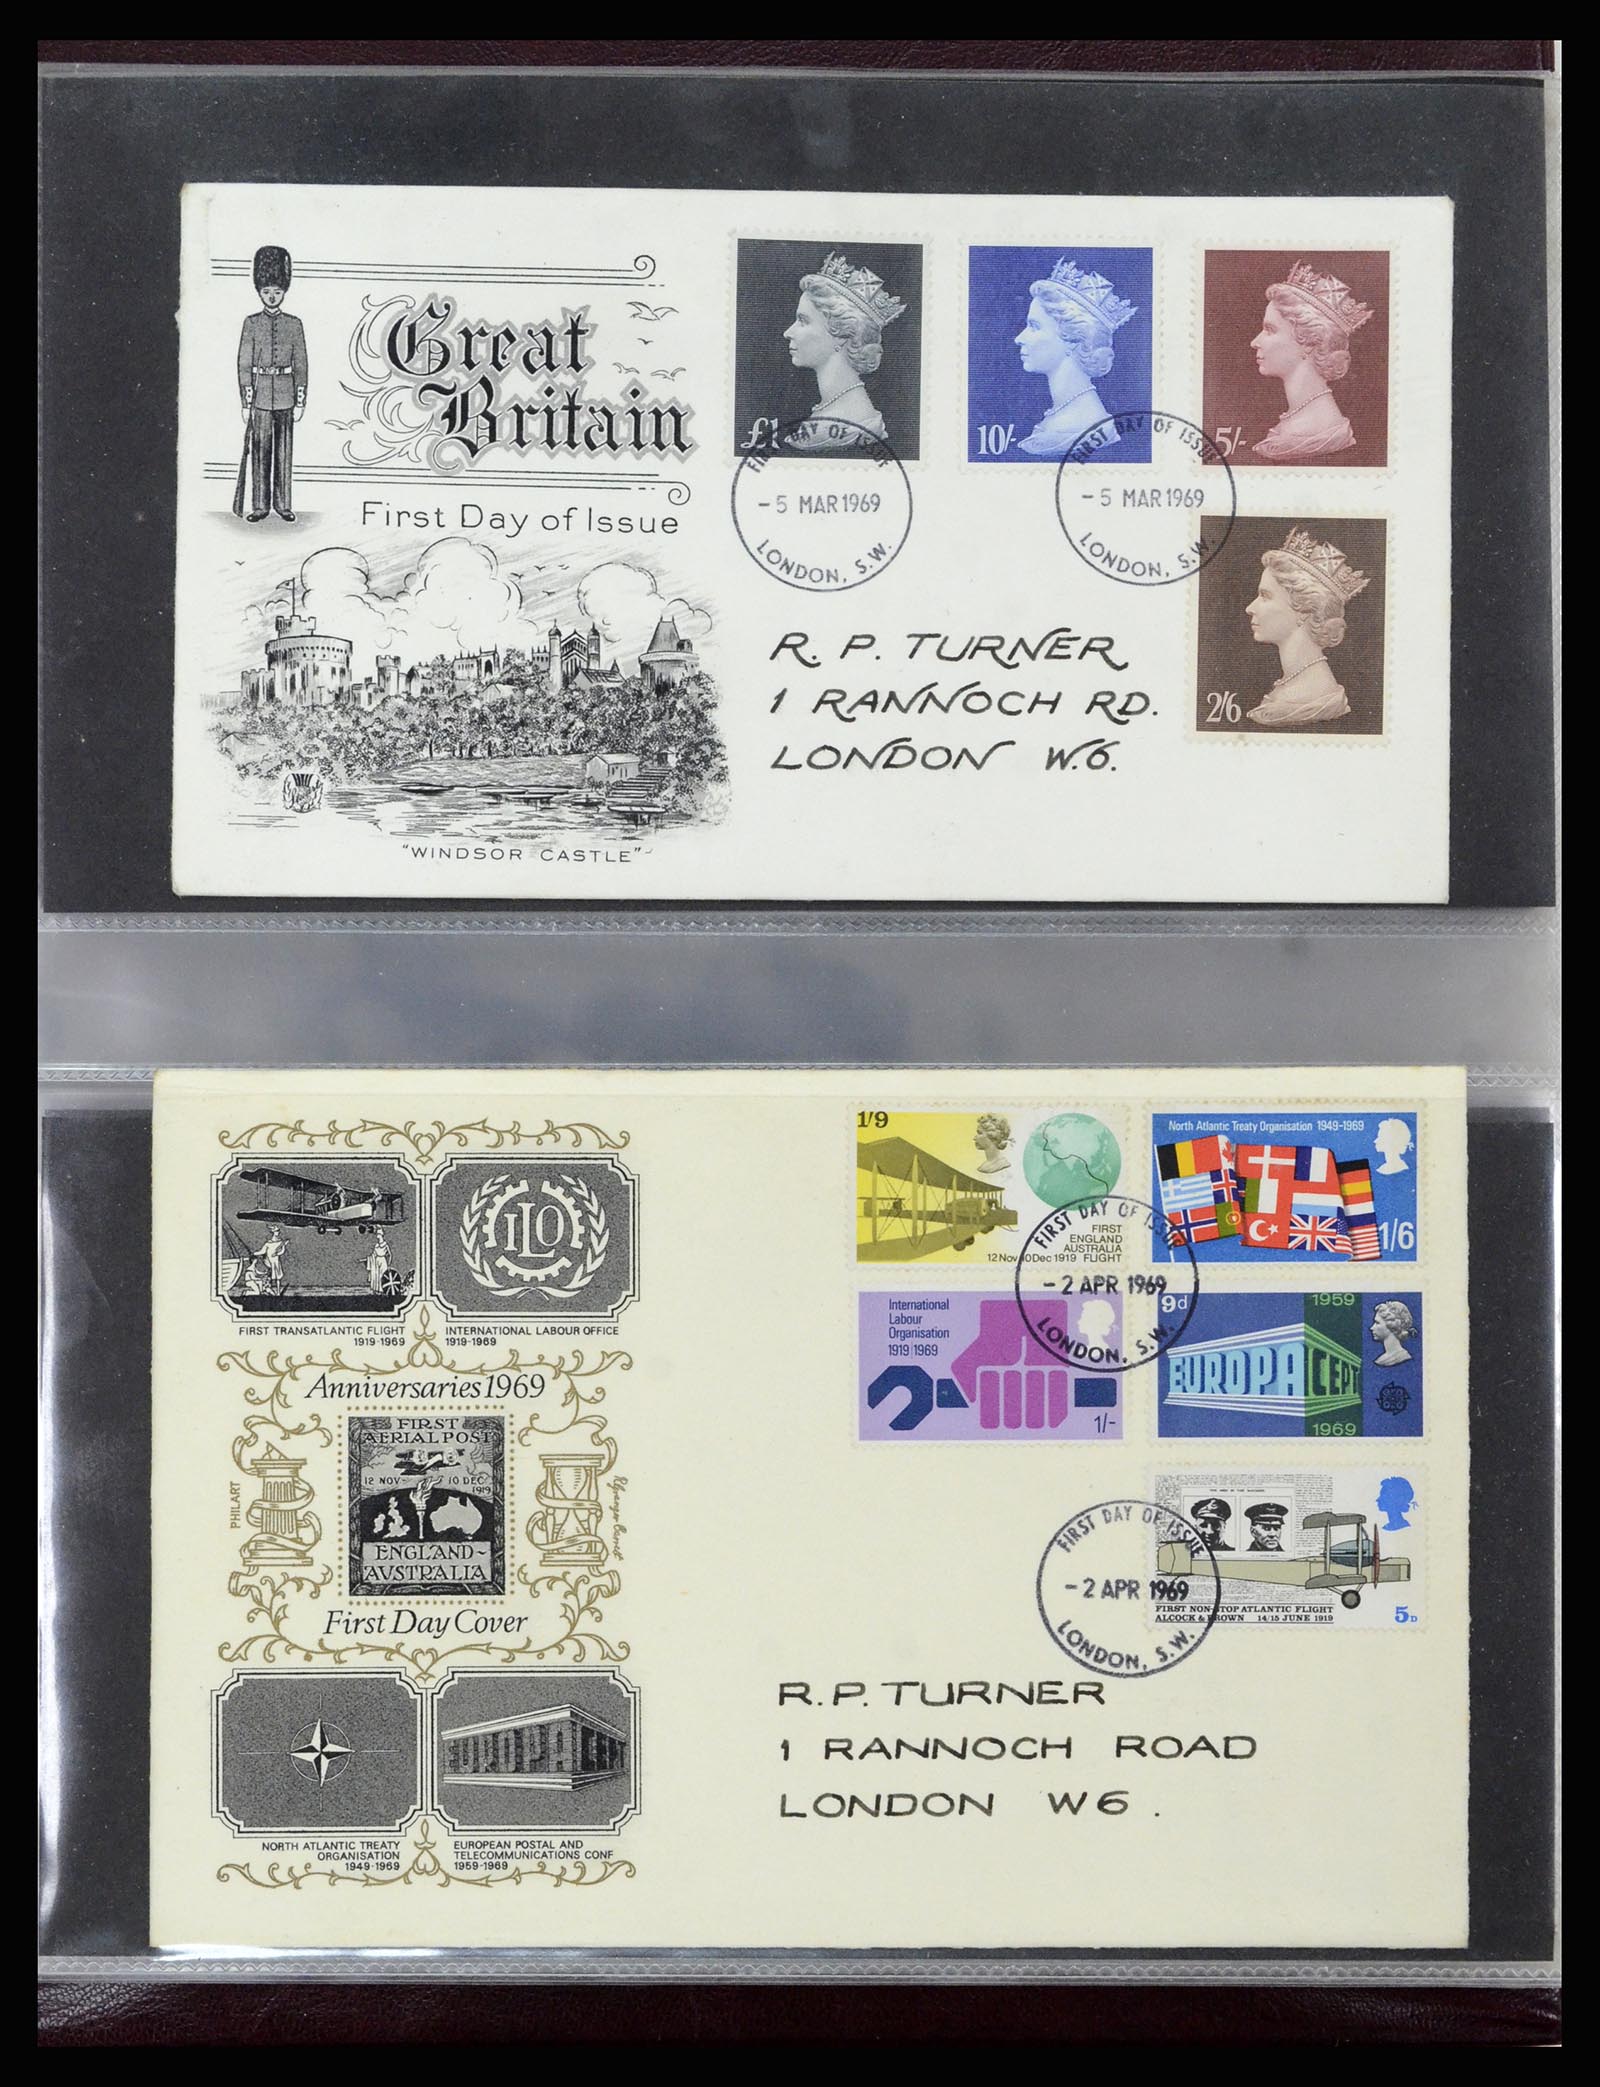 Great
Britain
First Day of Issue
"WINDSOR CASTLE"
£1
10/-
5/-
2/6
FIRST DAY OF ISSUE
- 5 MAR 1969
LONDON, S.W.
FIRST DAY OF ISSUE
- 5 MAR 1969
LONDON, S.W.
R. P. TURNER
1 RANNOCH RD.
LONDON W.6.
ILO
FIRST TRANSATLANTIC FLIGHT
1919-1969
INTERNATIONAL LABOUR OFFICE
1919-1969
Anniversaries 1969
FIRST
AERIAL POST
12 NOV - 10 DEC
1919
ENGLAND-
AVSTRALIA
PHILART
First Day Cover
EUROPA CEPT
NORTH ATLANTIC TREATY
ORGANISATION
1949-1969
EUROPEAN POSTAL AND
TELECOMMUNICATIONS CONF
1959-1969
1/9
FIRST
ENGLAND
AUSTRALIA
12 Nov 10Dec 1919 FLIGHT
North Atlantic Treaty Organisation 1949-1969
1/6
International
Labour
Organisation
1919 1969
1/-
9d
1959
EUROPA CEPT
1969
FIRST NON-STOP ATLANTIC FLIGHT
ALCOCK & BROWN 14/15 JUNE 1919
5D
FIRST DAY OF ISSUE
- 2 APR 1969
LONDON, S.W.
FIRST DAY OF ISSUE
- 2 APR 1969
LONDON, S.W.
R.P. TURNER
1 RANNOCH ROAD
LONDON W6.